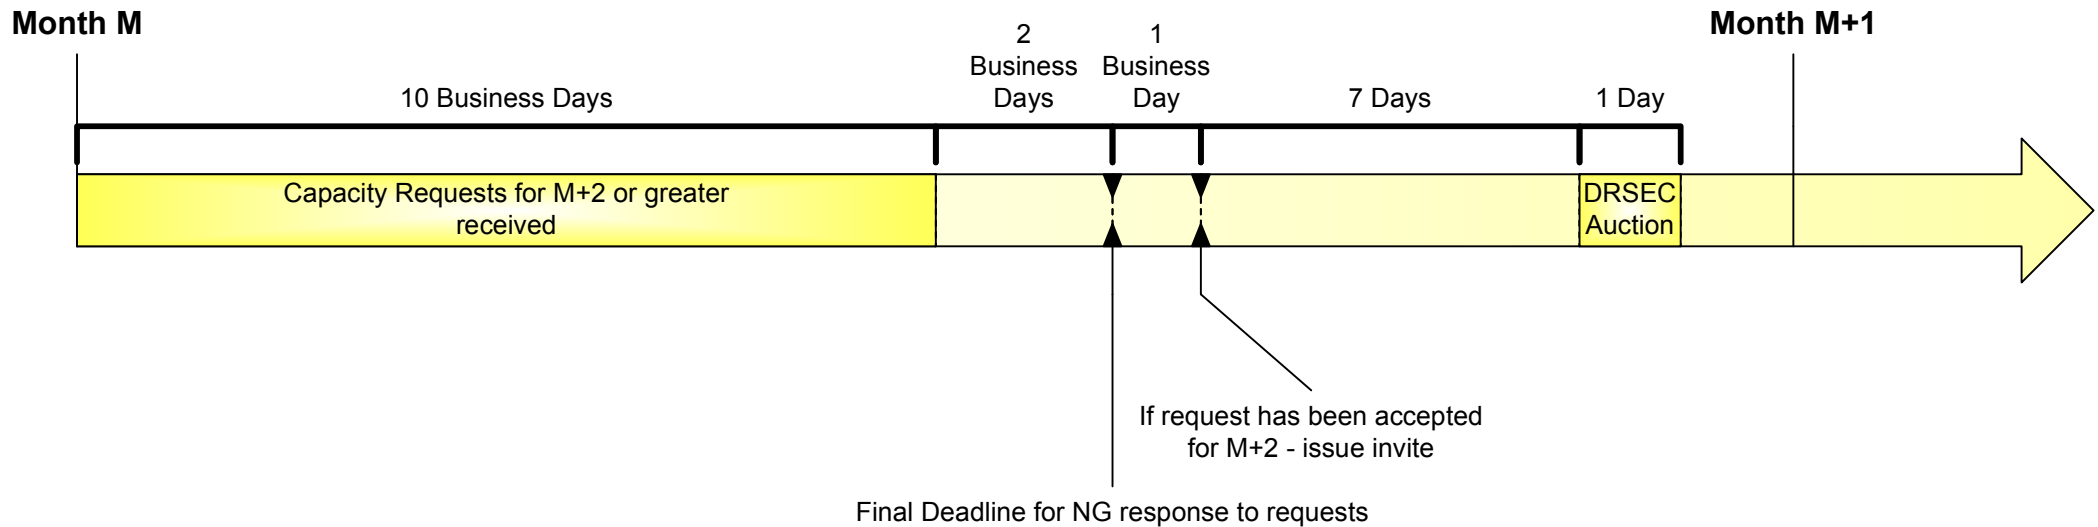 Month M
Month M+1
10 Business Days
2
Business
Days
1
Business
Day
7 Days
1 Day
Capacity Requests for M+2 or greater
received
DRSEC
Auction
If request has been accepted
for M+2 - issue invite
Final Deadline for NG response to requests